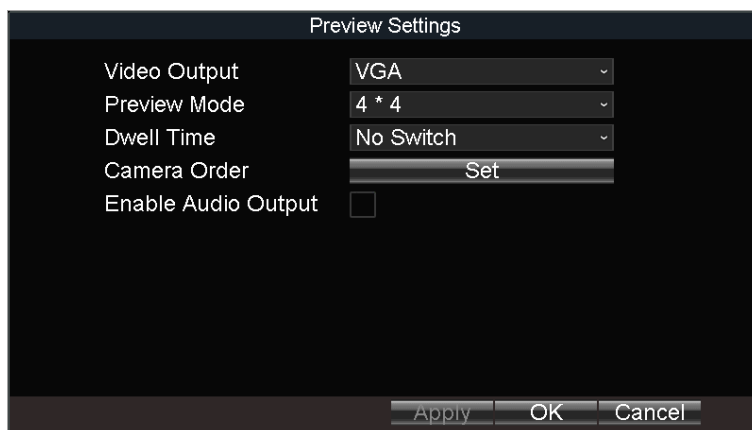 Preview Settings
Video Output VGA
Preview Mode 4 * 4
Dwell Time No Switch
Camera Order Set
Enable Audio Output
Apply OK Cancel